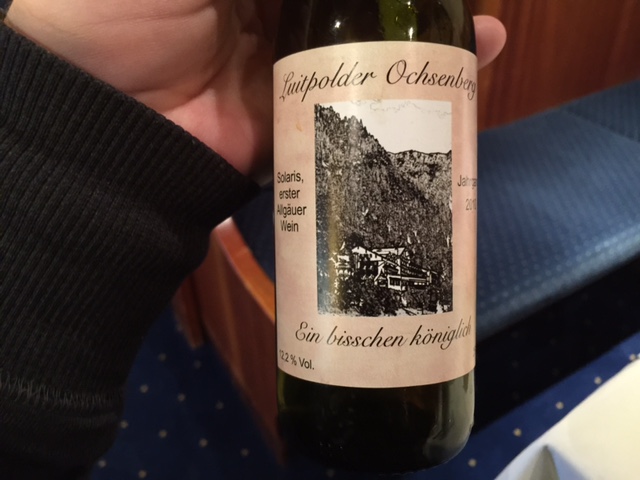 Luitpolder Ochsenberg
Solaris,
erster
Allgäuer
Wein
Ein bisschen königlich
12,2 % Vol.